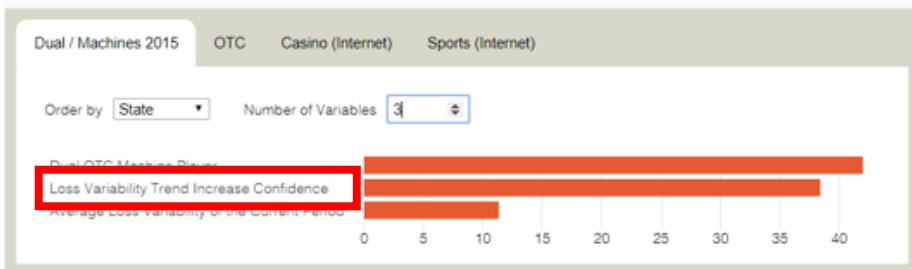 Dual / Machines 2015 OTC Casino (Internet) Sports (Internet)
Order by State Number of Variables 3
Dual OTC Machine Player
Loss Variability Trend Increase Confidence
Average Loss Variability of the Current Period
0 5 10 15 20 25 30 35 40